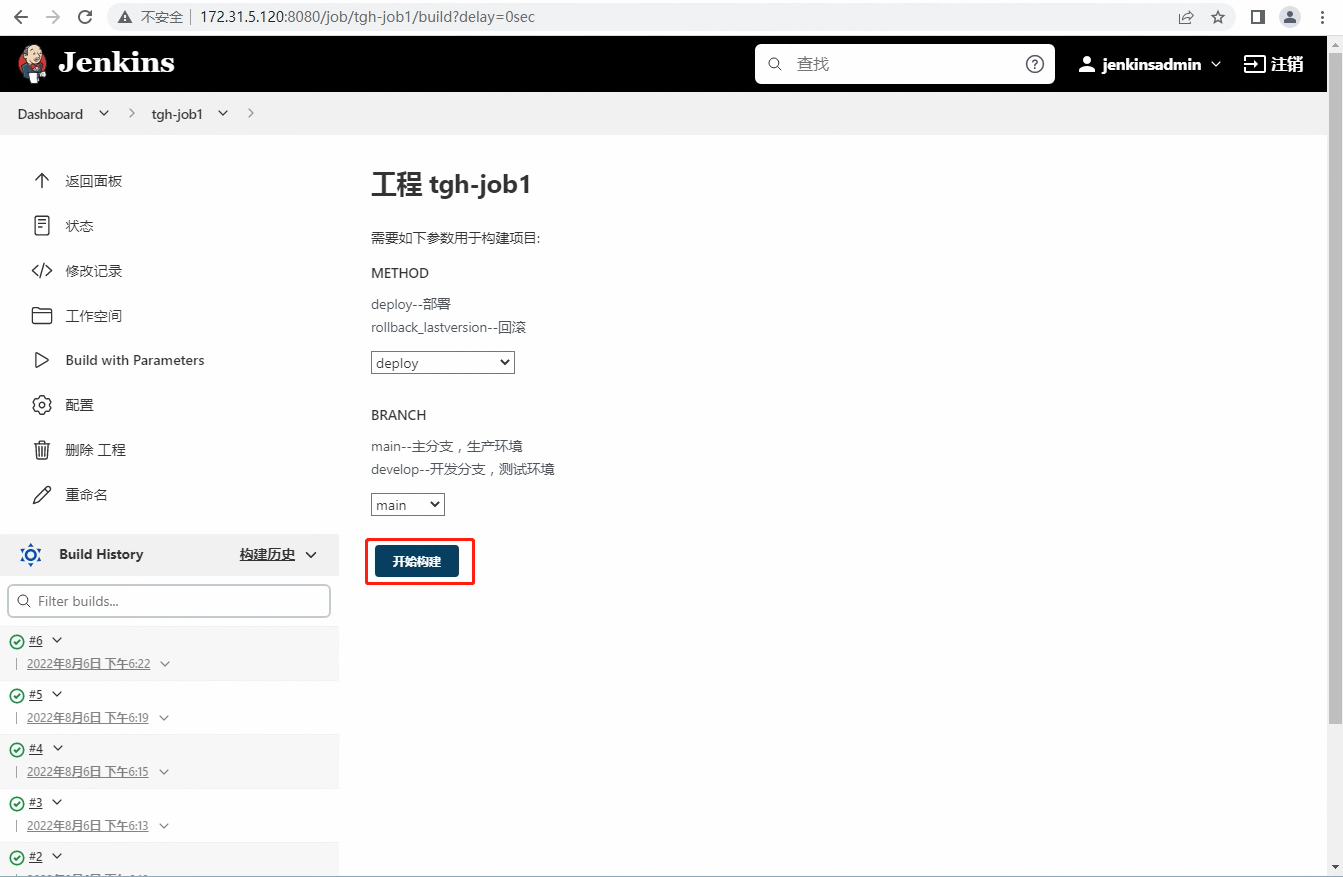 不安全 172.31.5.120:8080/job/tgh-job1/build?delay=0sec
Jenkins
查找
jenkinsadmin
注销
Dashboard
tgh-job1
返回面板
状态
修改记录
工作空间
Build with Parameters
配置
删除 工程
重命名
Build History
构建历史
Filter builds...
#6
2022年8月6日 下午6:22
#5
2022年8月6日 下午6:19
#4
2022年8月6日 下午6:15
#3
2022年8月6日 下午6:13
#2
工程 tgh-job1
需要如下参数用于构建项目:
METHOD
deploy--部署
rollback_lastversion--回滚
deploy
BRANCH
main--主分支，生产环境
develop--开发分支，测试环境
main
开始构建